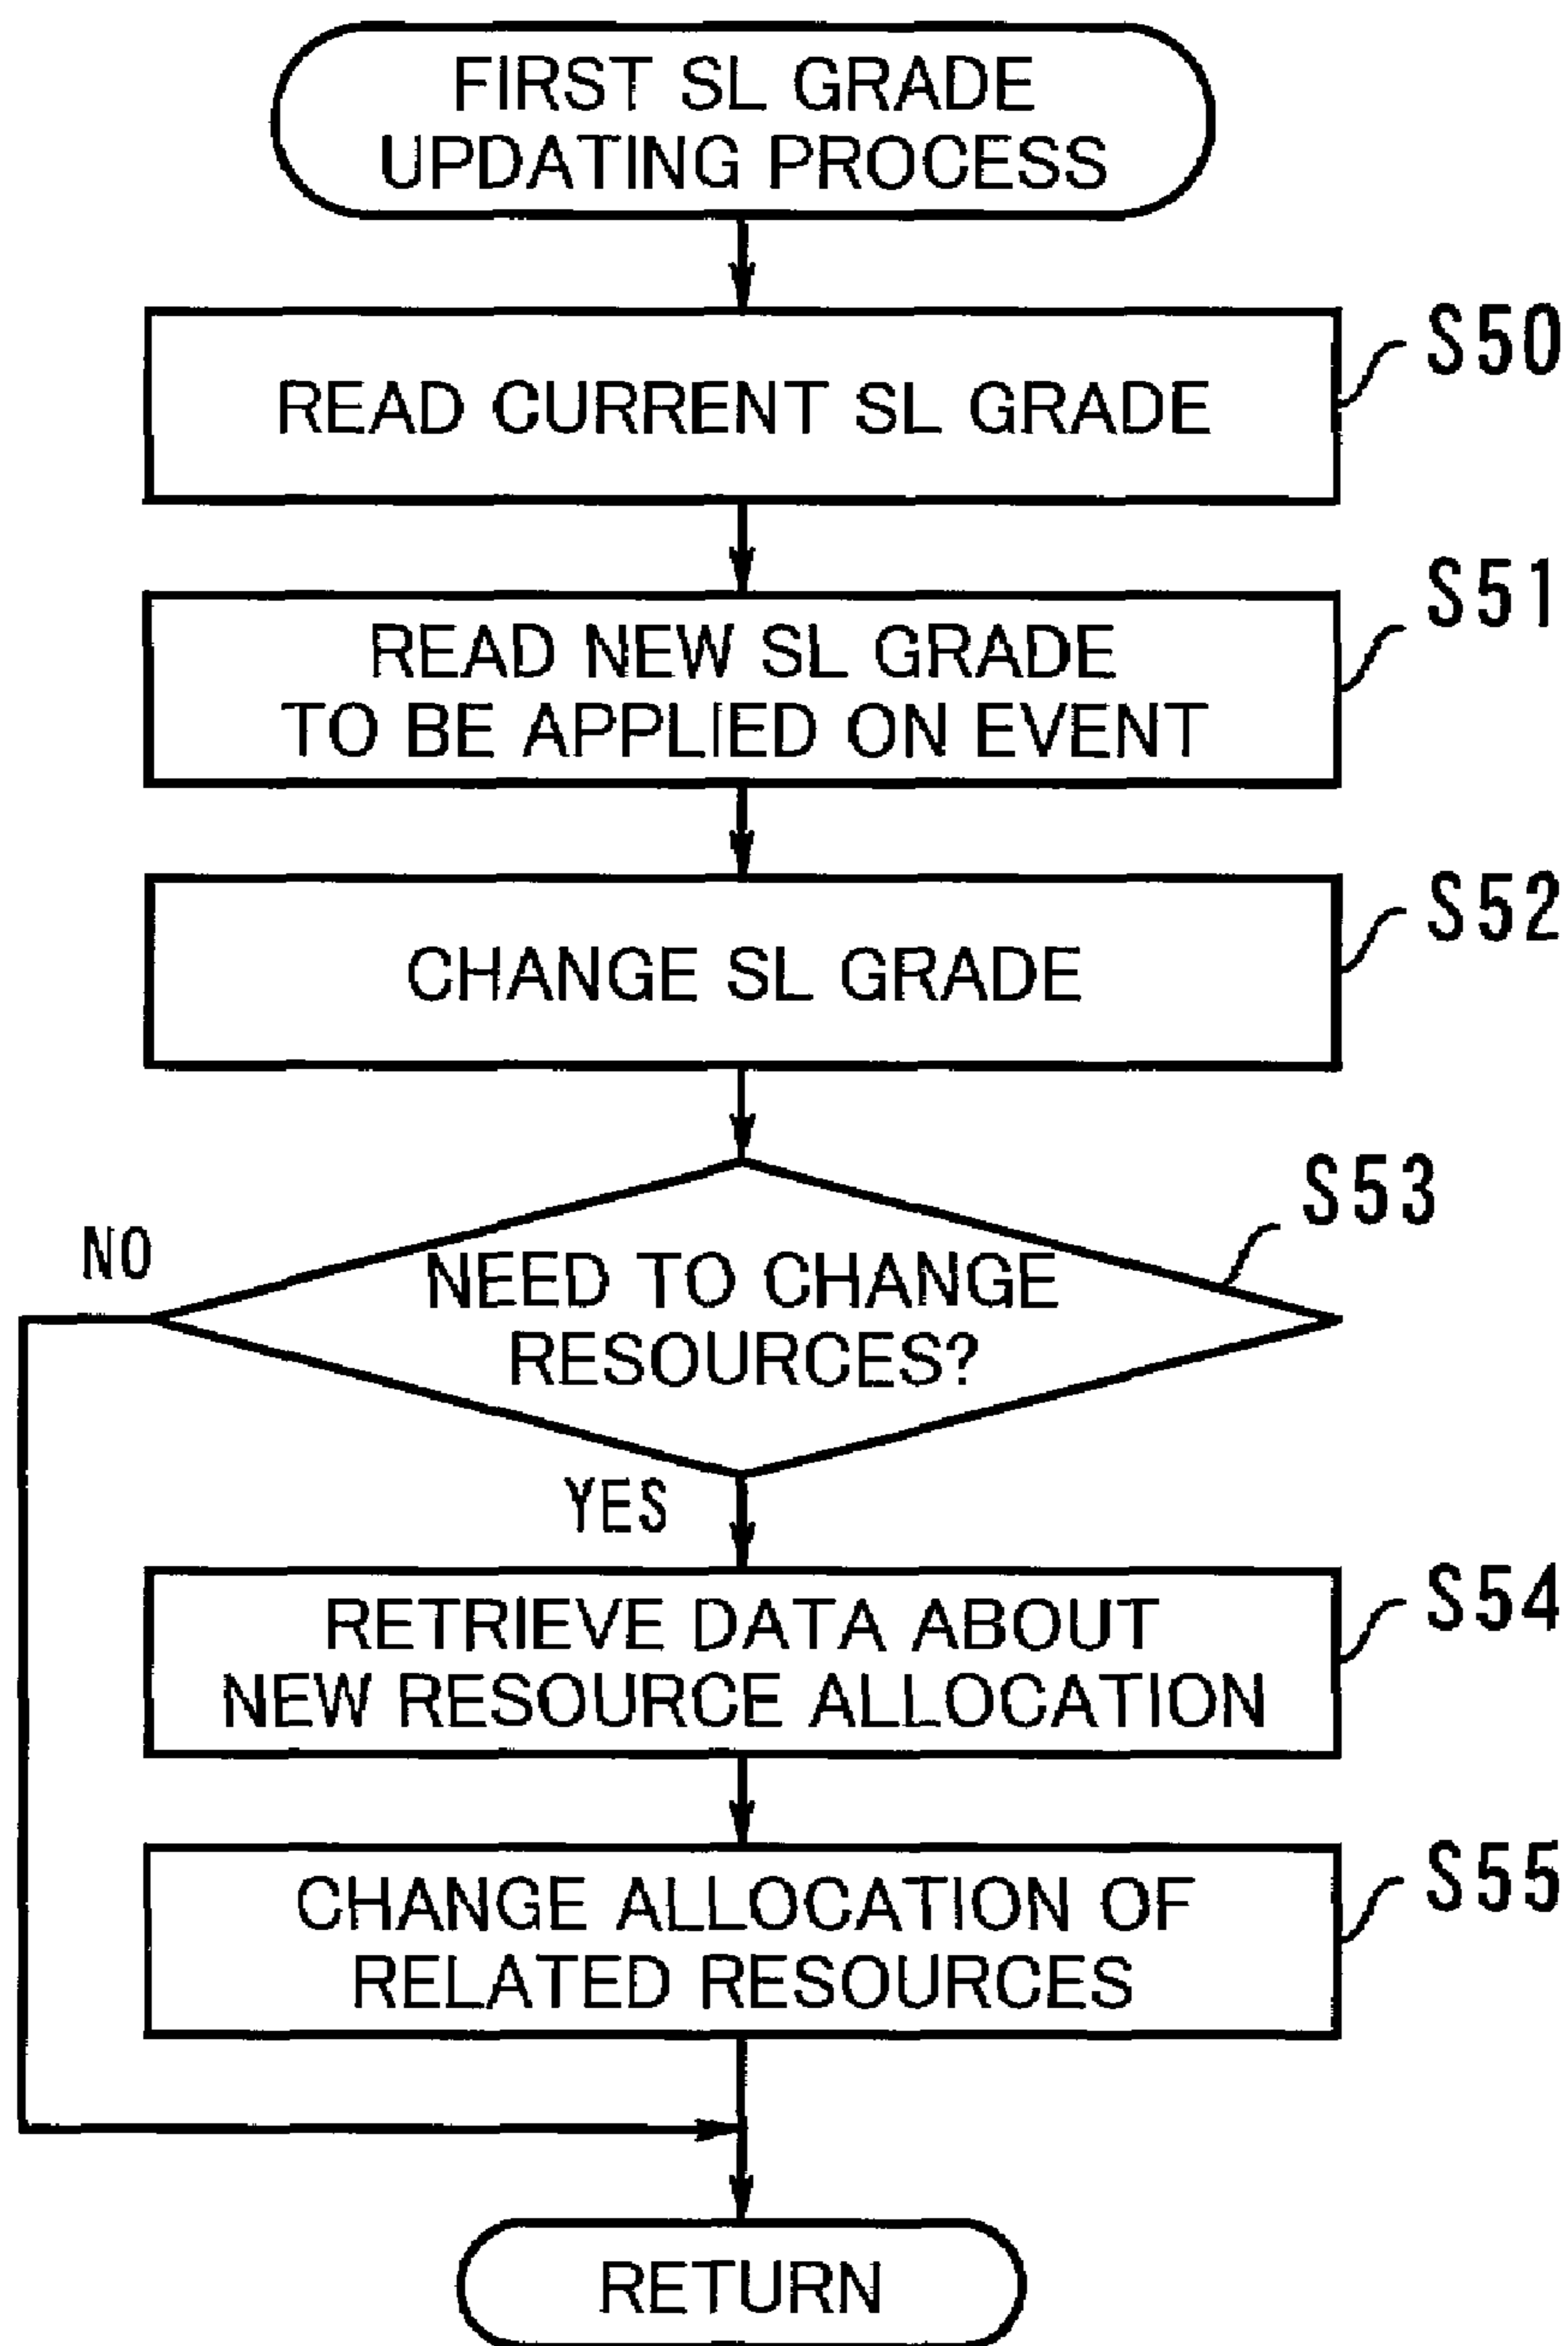 FIRST SL GRADE
UPDATING PROCESS
S50
READ CURRENT SL GRADE
S51
READ NEW SL GRADE
TO BE APPLIED ON EVENT
S52
CHANGE SL GRADE
S53
NO
NEED TO CHANGE
RESOURCES?
YES
S54
RETRIEVE DATA ABOUT
NEW RESOURCE ALLOCATION
S55
CHANGE ALLOCATION OF
RELATED RESOURCES
RETURN